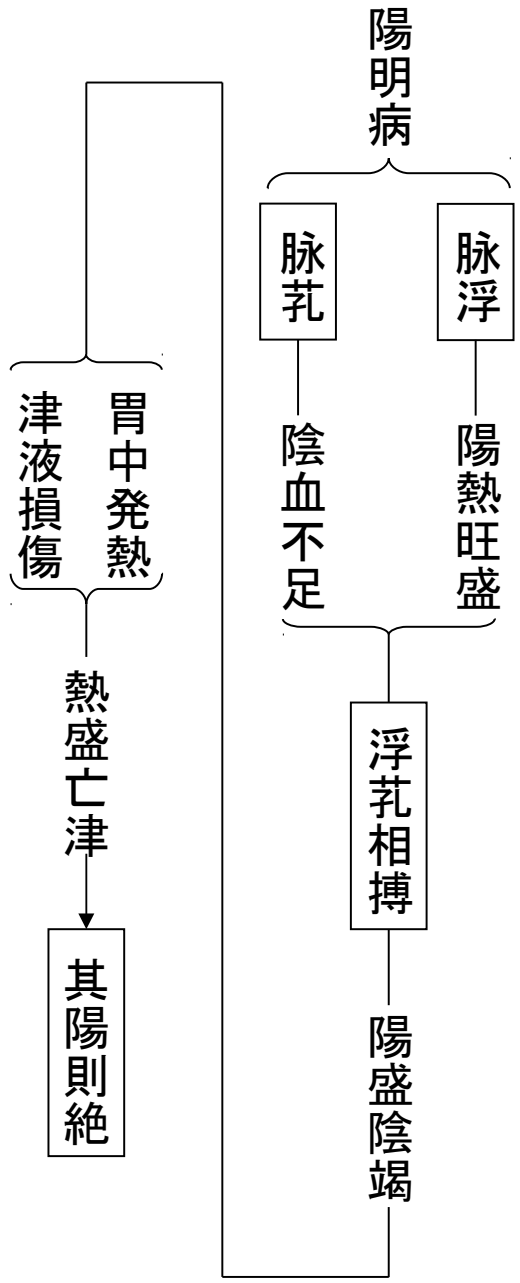 陽明病
脉浮
陽熱旺盛
脉芤
陰血不足
浮芤相搏
陽盛陰竭
胃中発熱
津液損傷
熱盛亡津
其陽則絶